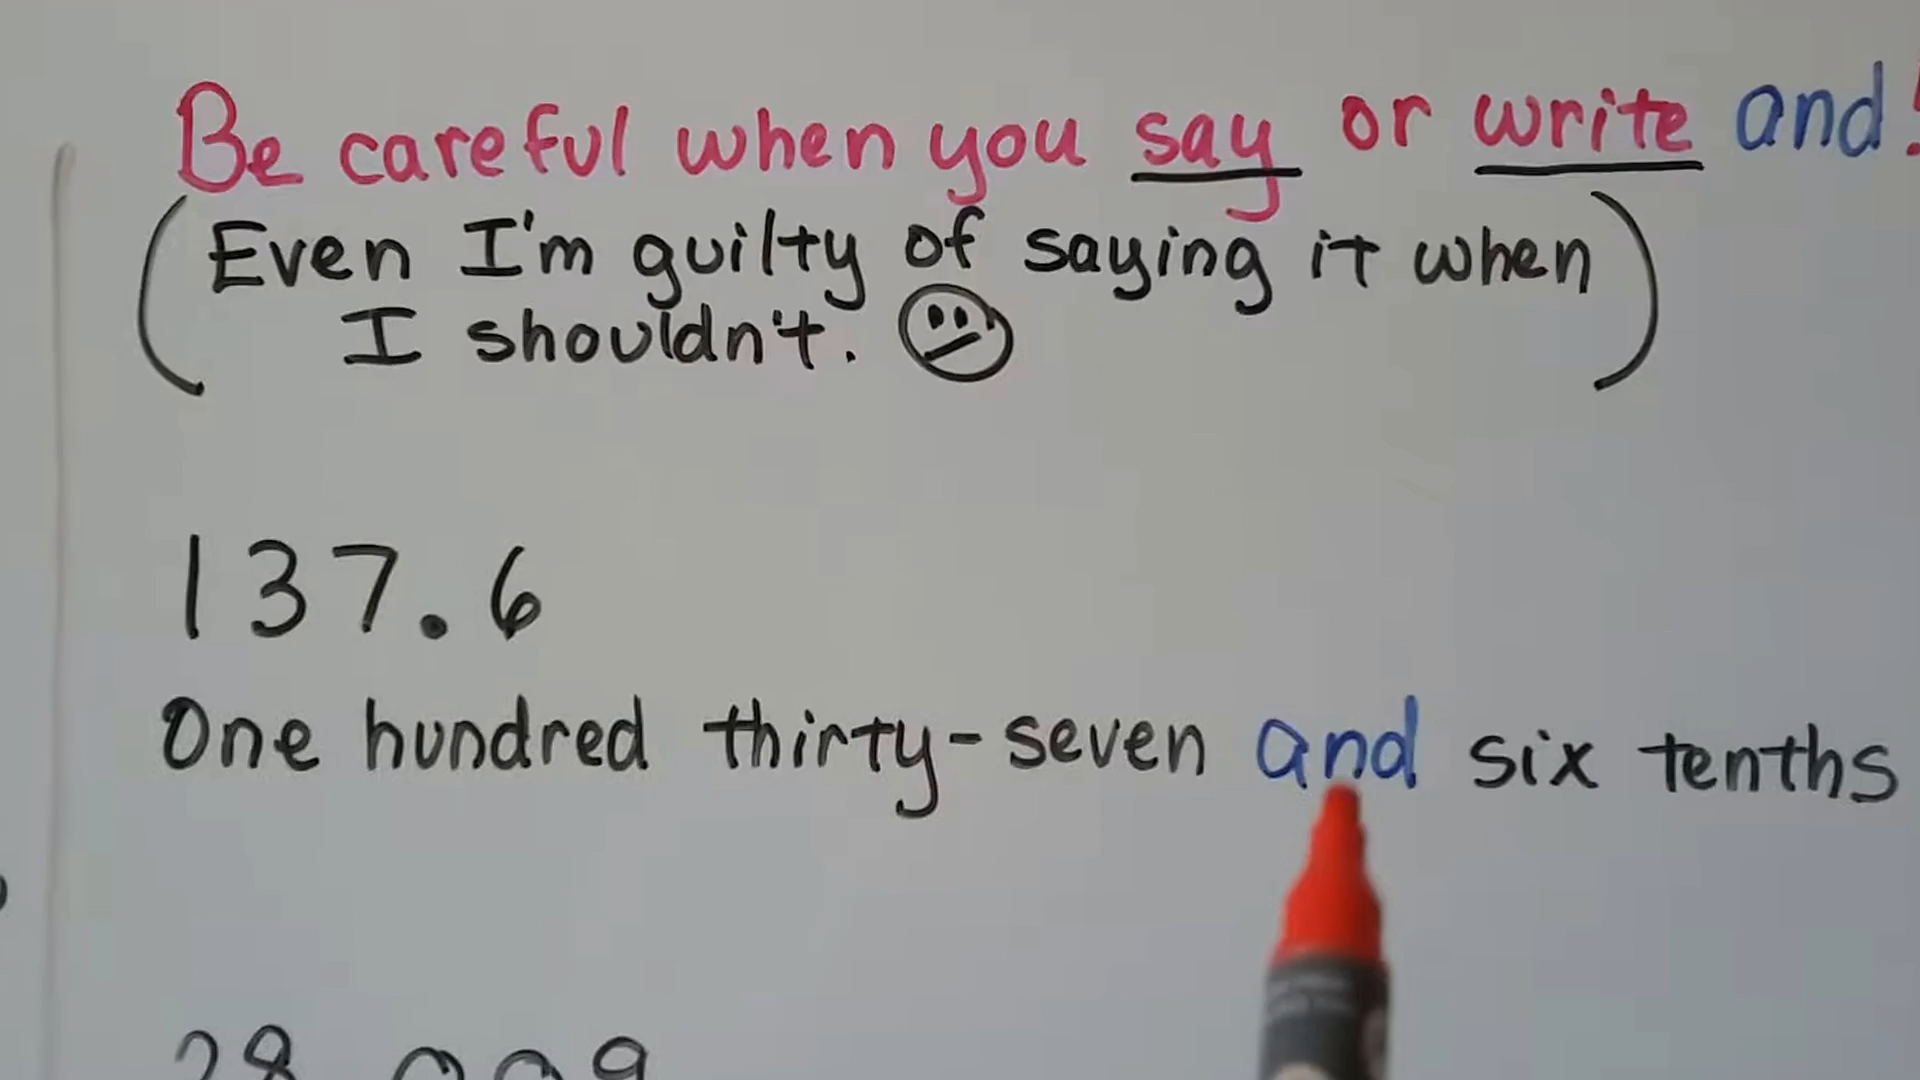 Be careful when you say or write and!
(Even I'm guilty of saying it when
I shouldn't.)
137.6
One hundred thirty-seven and six tenths